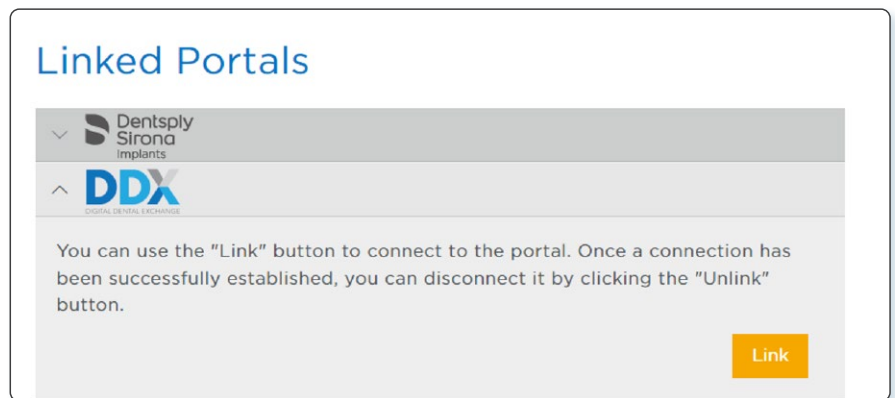 Linked Portals
Dentsply
Sirona
Implants
DDX
DIGITAL DENTAL EXCHANGE
You can use the "Link" button to connect to the portal. Once a connection has
been successfully established, you can disconnect it by clicking the "Unlink"
button.
Link